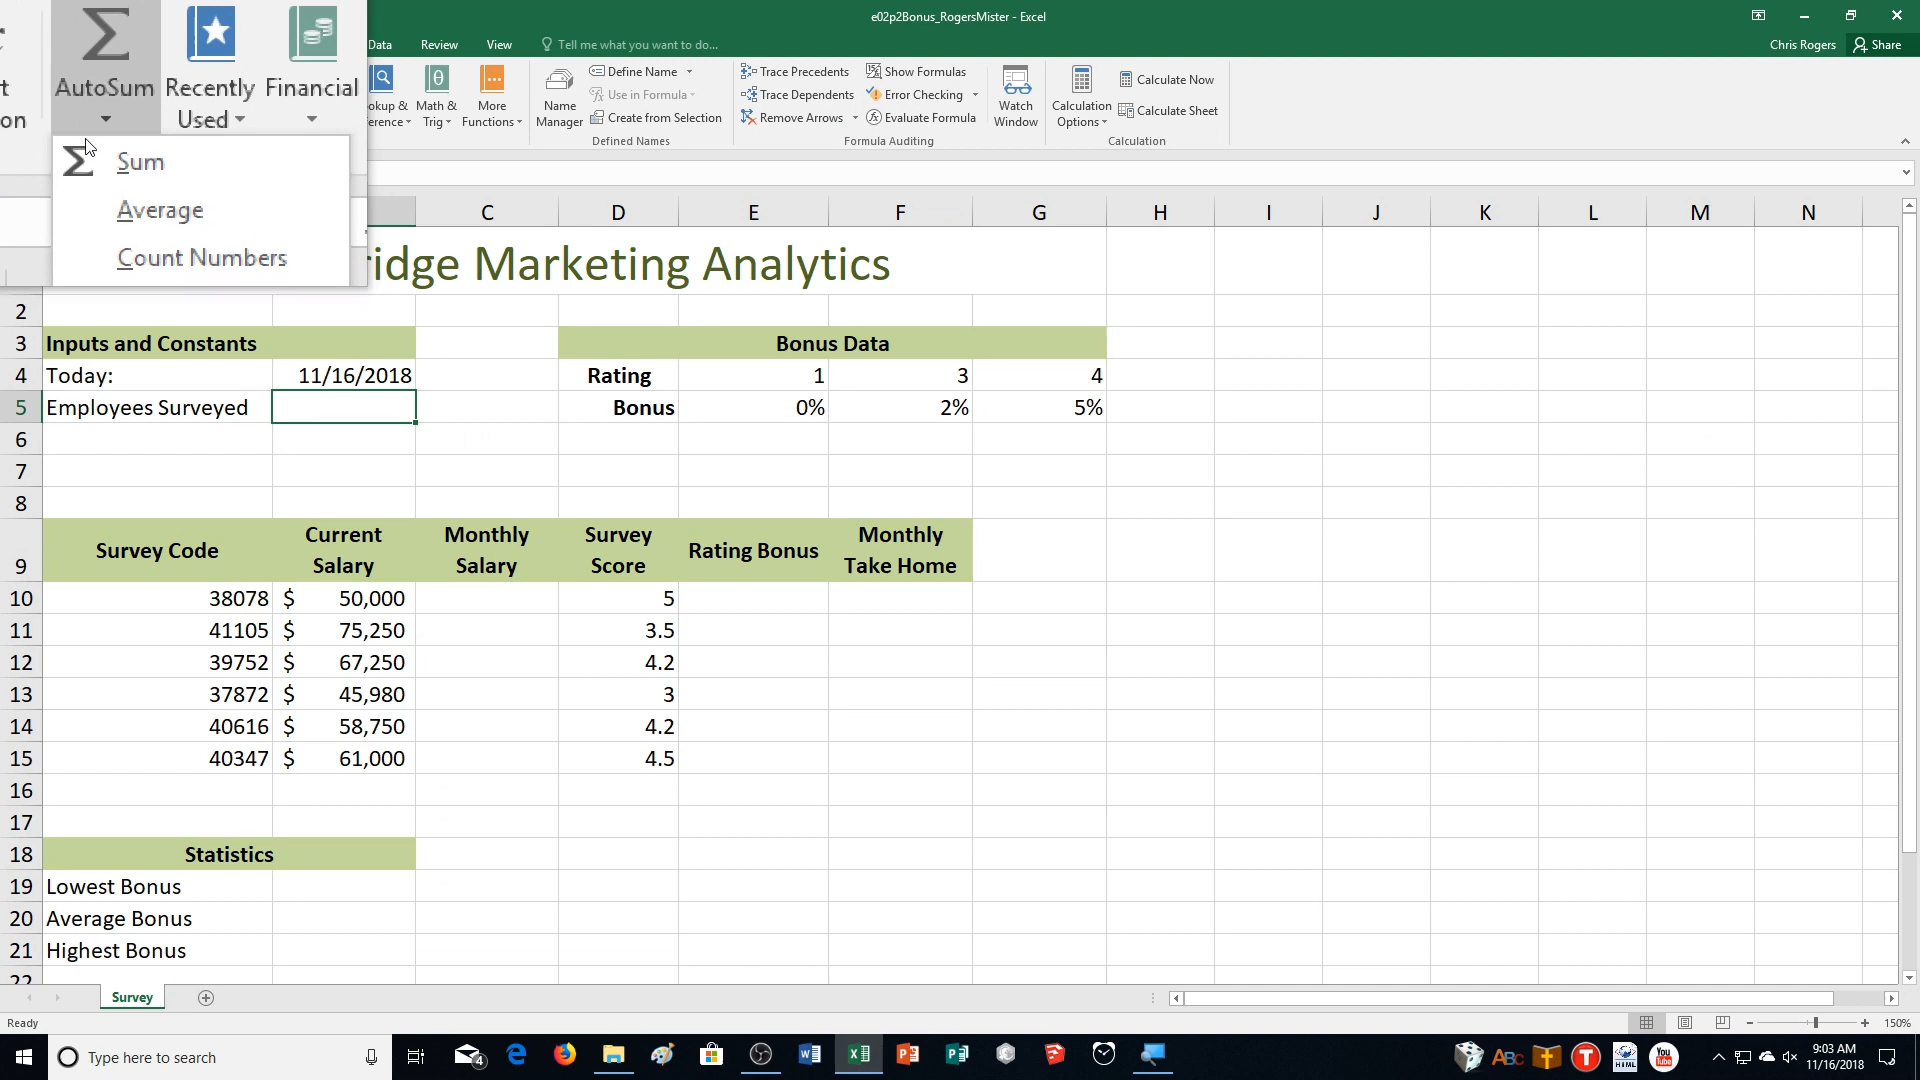 e02p2Bonus_RogersMister - Excel
Data Review View Tell me what you want to do... Chris Rogers Share
AutoSum Recently Used Financial
Math & Trig More Functions
Name Manager Define Name Use in Formula Create from Selection
Defined Names
Trace Precedents Trace Dependents Remove Arrows Show Formulas Error Checking Evaluate Formula
Formula Auditing
Watch Window
Calculation Options Calculate Now Calculate Sheet
Calculation
Sum
Average
Count Numbers
C D E F G H I J K L M N
ridge Marketing Analytics
2
3 Inputs and Constants Bonus Data
4 Today: 11/16/2018 Rating 1 3 4
5 Employees Surveyed Bonus 0% 2% 5%
6
7
8
9 Survey Code Current Salary Monthly Salary Survey Score Rating Bonus Monthly Take Home
10 38078 $ 50,000 5
11 41105 $ 75,250 3.5
12 39752 $ 67,250 4.2
13 37872 $ 45,980 3
14 40616 $ 58,750 4.2
15 40347 $ 61,000 4.5
16
17
18 Statistics
19 Lowest Bonus
20 Average Bonus
21 Highest Bonus
22
Survey
Ready 150%
Type here to search 4 ABC HTML You Tube 9:03 AM
11/16/2018